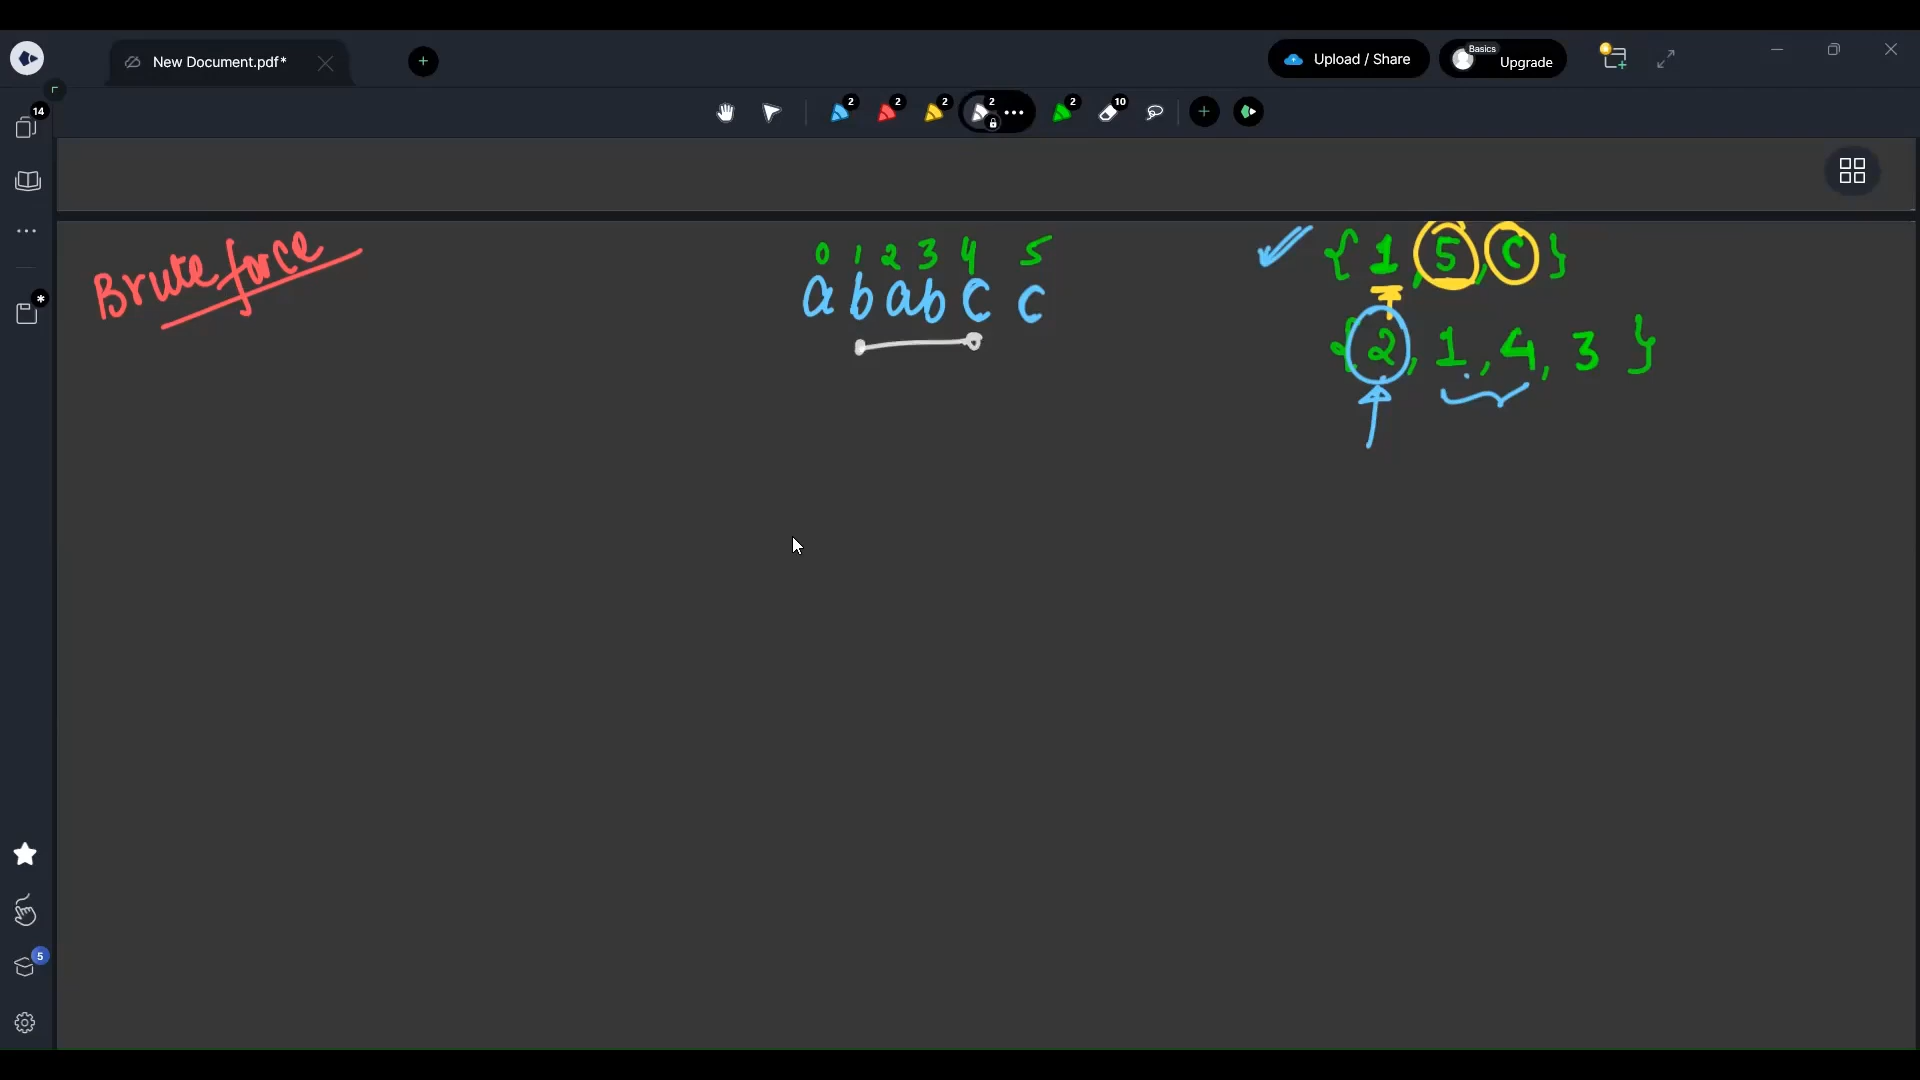 New Document.pdf*
Upload / Share
Basics
Upgrade
14
2 2 2 2 2 10
*
5
Brute force
0 1 2 3 4 5
a b a b c c
{ 1, 5, C }
{ 2, 1, 4, 3 }